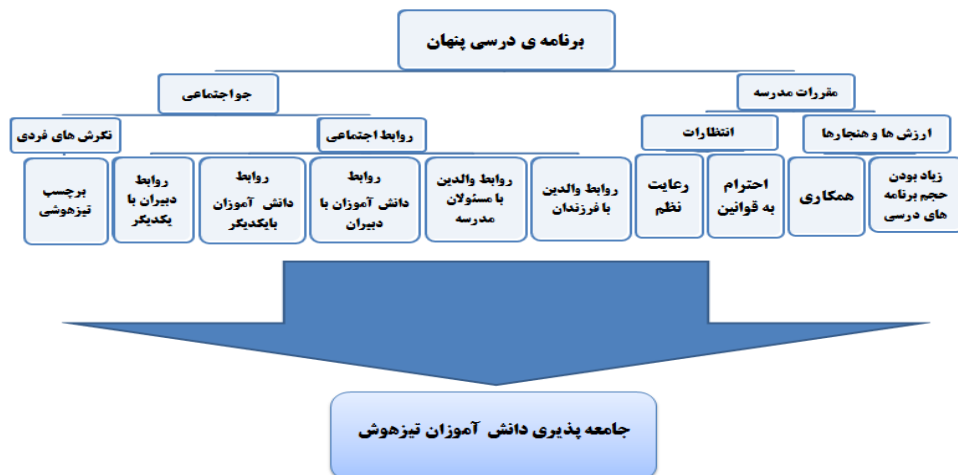 برنامه ی درسی پنهان
مقررات مدرسه
جو اجتماعی
ارزش ها و هنجارها
انتظارات
روابط اجتماعی
نگرش های فردی
زیاد بودن
حجم برنامه
های درسی
همکاری
احترام
به قوانین
رعایت
نظم
روابط والدین
با فرزندان
روابط والدین
با مسئولان
مدرسه
روابط
دانش آموزان با
دبیران
روابط
دانش آموزان
بایکدیگر
روابط
دبیران با
یکدیگر
برچسب
تیزهوشی
جامعه پذیری دانش آموزان تیزهوش